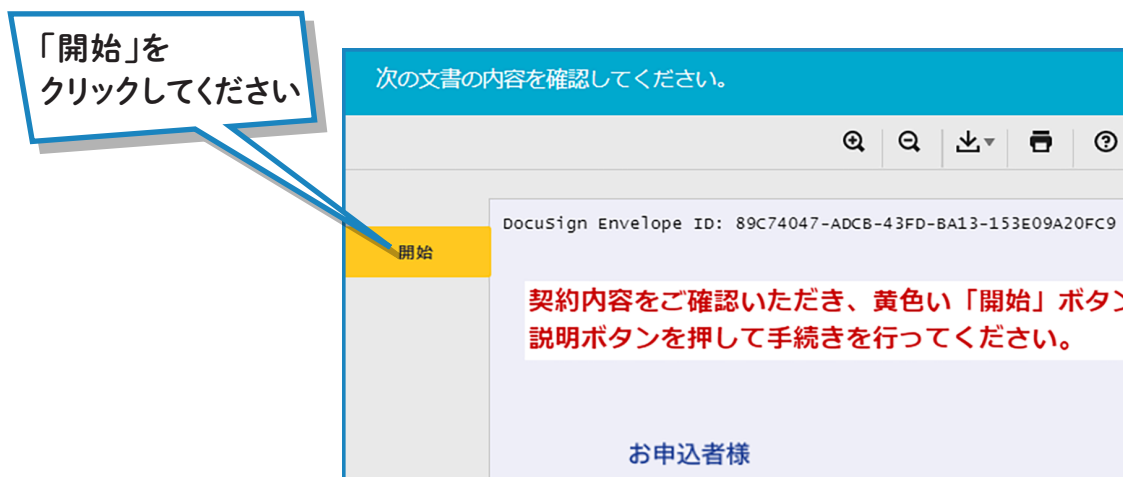 「開始」を
クリックしてください
次の文書の内容を確認してください。
DocuSign Envelope ID: 89C74047-ADCB-43FD-BA13-153E09A20FC9
開始
契約内容をご確認いただき、黄色い「開始」ボタン
説明ボタンを押して手続きを行ってください。
お申込者様